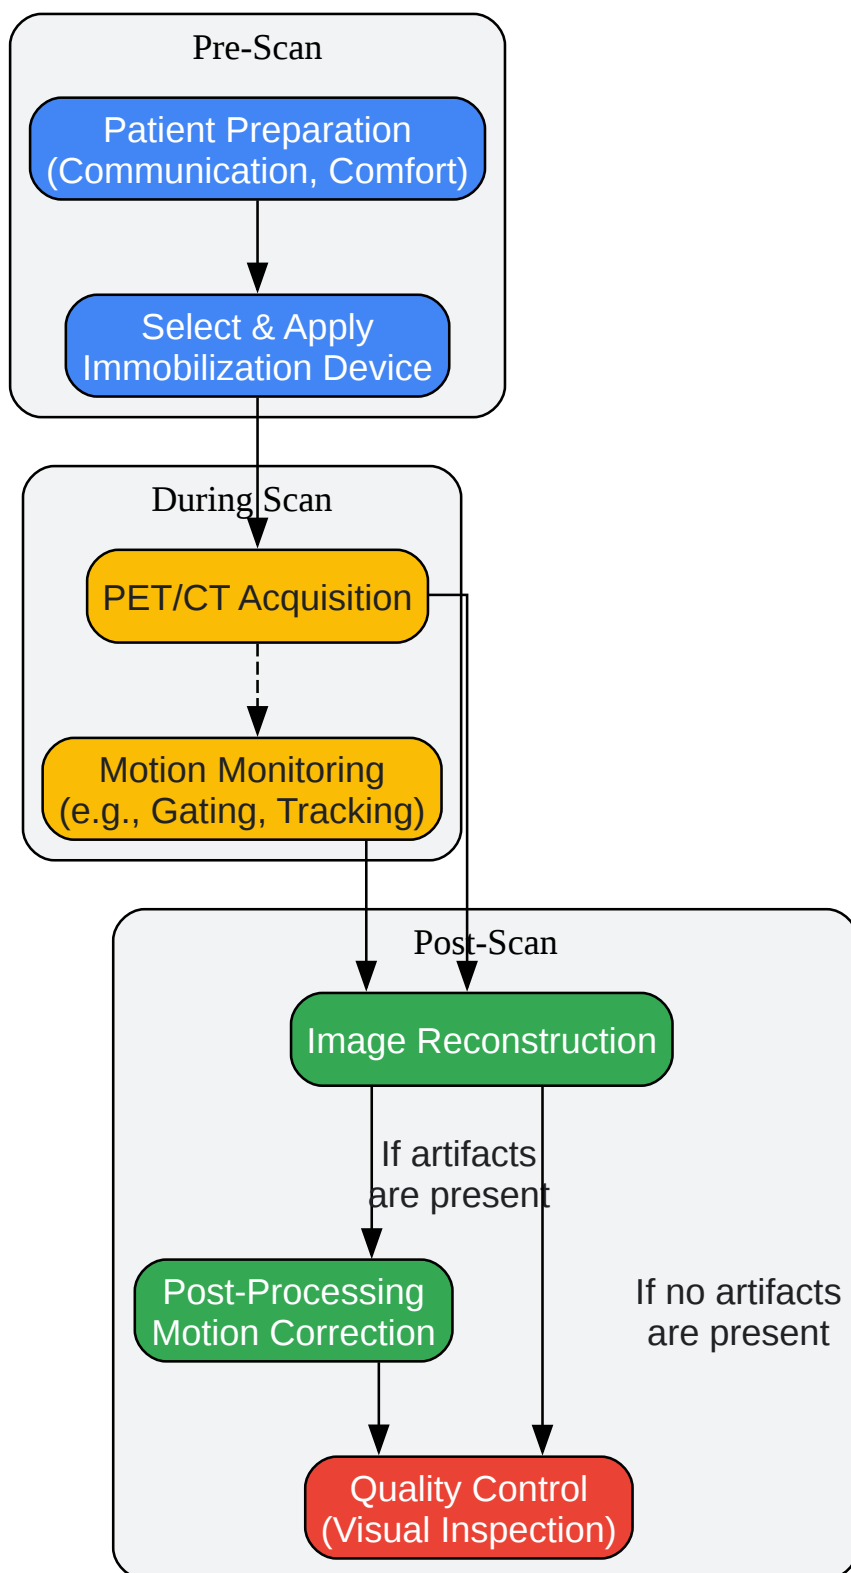 Pre-Scan
Patient Preparation
(Communication, Comfort)
Select & Apply
Immobilization Device
During Scan
PET/CT Acquisition
Motion Monitoring
(e.g., Gating, Tracking)
Post-Scan
Image Reconstruction
If artifacts
are present
Post-Processing
Motion Correction
If no artifacts
are present
Quality Control
(Visual Inspection)